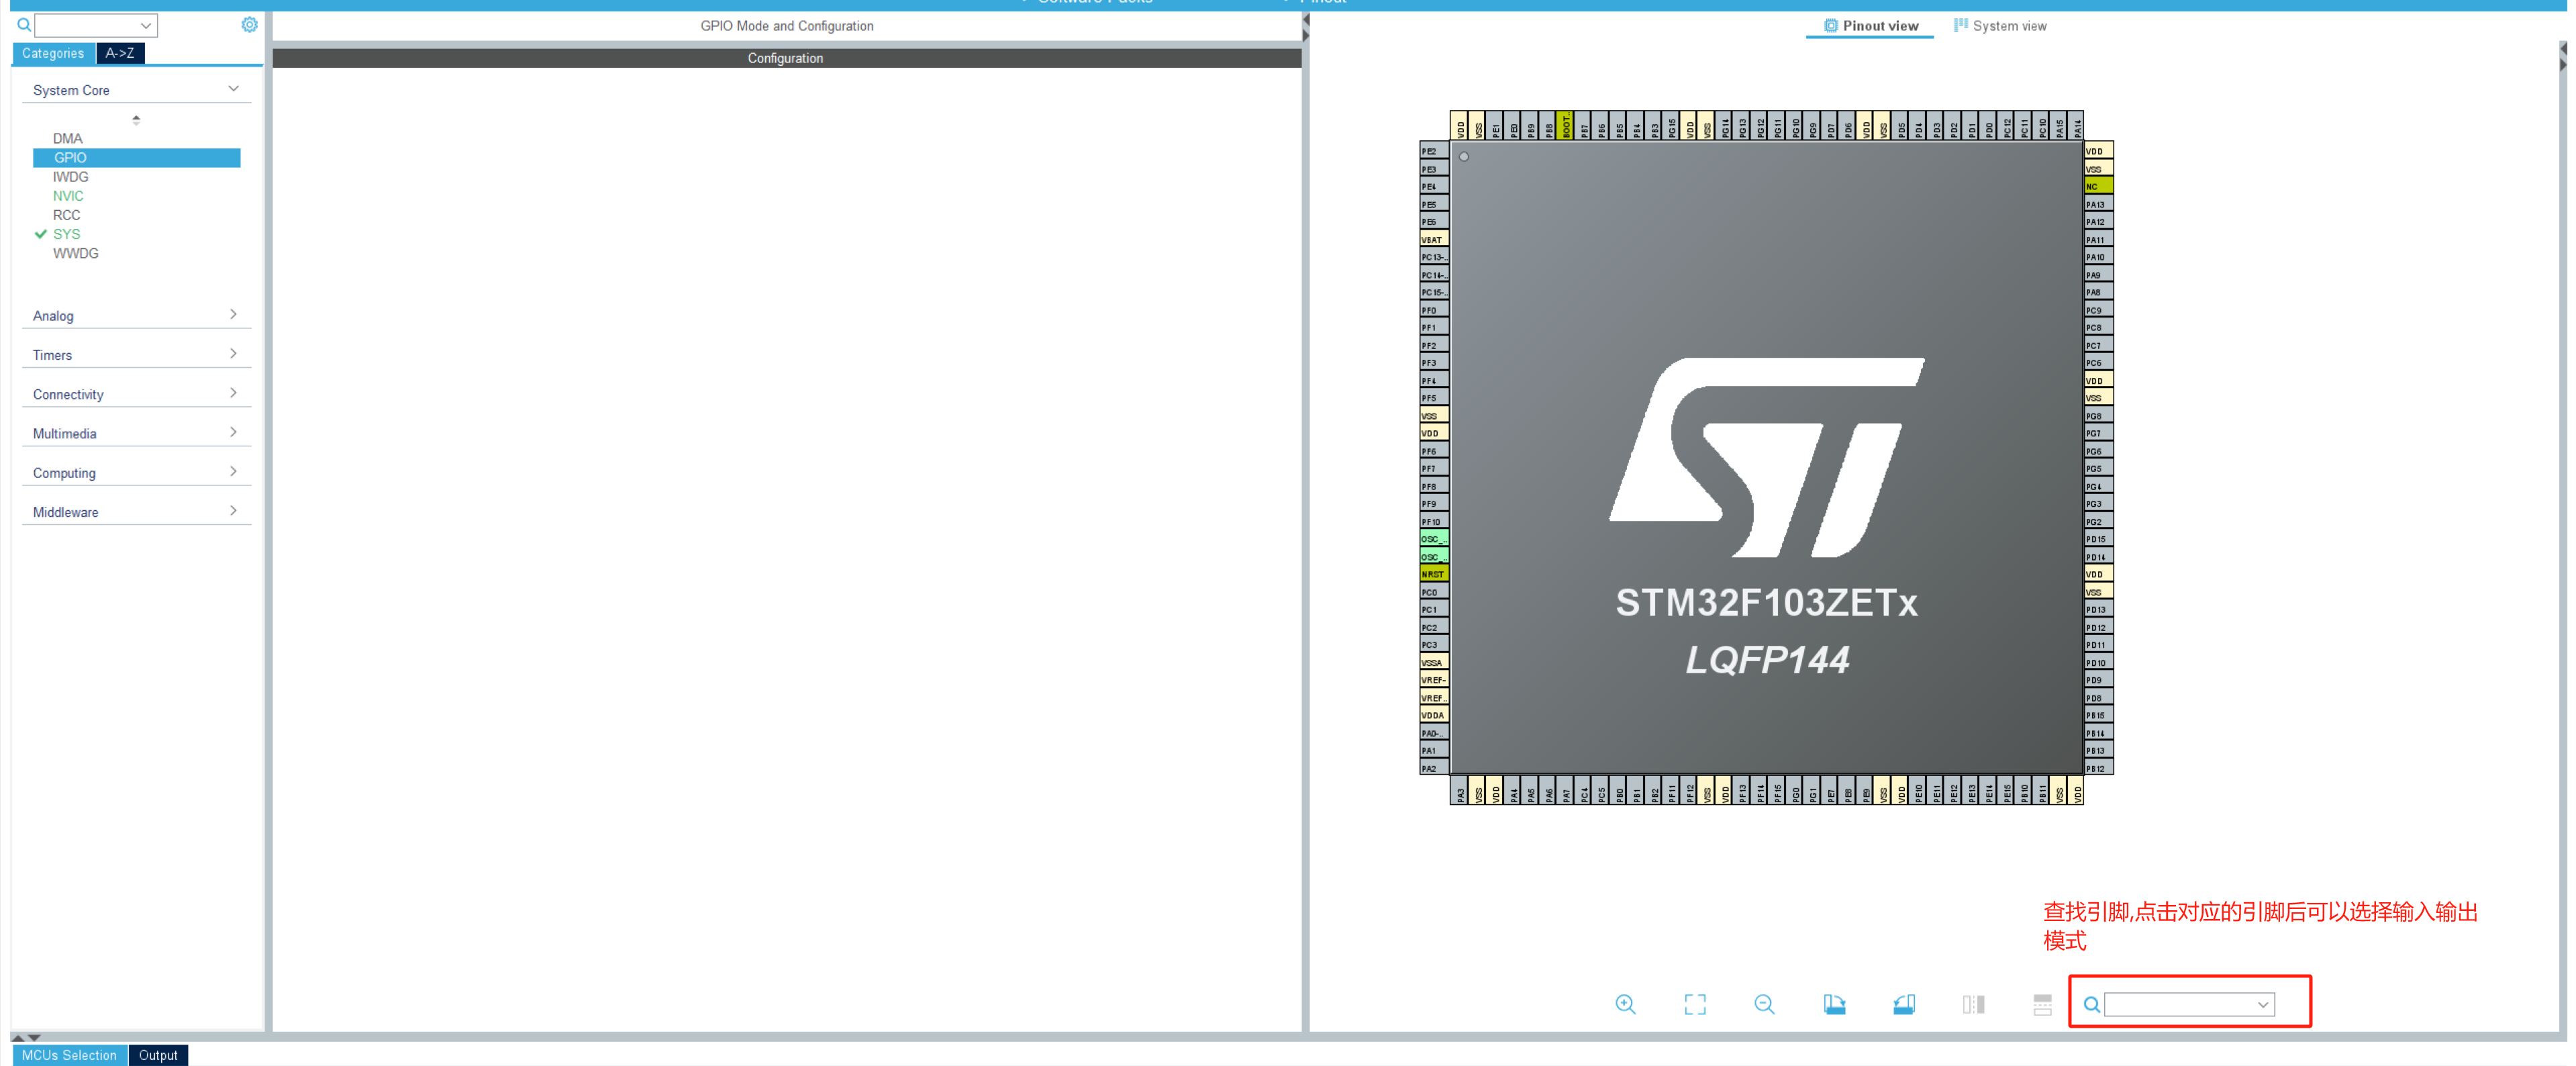 Software Packs
Pinout
GPIO Mode and Configuration
Pinout view
System view
Categories
A->Z
Configuration
System Core
DMA
GPIO
IWDG
NVIC
RCC
SYS
WWDG
Analog
Timers
Connectivity
Multimedia
Computing
Middleware
VDD
VSS
PE1
PE0
PB9
PB8
BOOT..
PB7
PB6
PB5
PB4
PB3
PG15
VDD
VSS
PG14
PG13
PG12
PG11
PG10
PG9
PD7
PD6
VDD
VSS
PD5
PD4
PD3
PD2
PD1
PD0
PC12
PC11
PC10
PA15
PA14
PE2
PE3
PE4
PE5
PE6
VBAT
PC13-..
PC14-..
PC15-..
PF0
PF1
PF2
PF3
PF4
PF5
VSS
VDD
PF6
PF7
PF8
PF9
PF10
OSC_..
OSC_..
NRST
PC0
PC1
PC2
PC3
VSSA
VREF-
VREF..
VDDA
PA0-..
PA1
PA2
VDD
VSS
NC
PA13
PA12
PA11
PA10
PA9
PA8
PC9
PC8
PC7
PC6
VDD
VSS
PG8
PG7
PG6
PG5
PG4
PG3
PG2
PD15
PD14
VDD
VSS
PD13
PD12
PD11
PD10
PD9
PD8
PB15
PB14
PB13
PB12
ST
STM32F103ZETx
LQFP144
PA3
VSS
VDD
PA4
PA5
PA6
PA7
PC4
PC5
PB0
PB1
PB2
PF11
PF12
VSS
VDD
PF13
PF14
PF15
PG0
PG1
PE7
PE8
PE9
VSS
VDD
PE10
PE11
PE12
PE13
PE14
PE15
PB10
PB11
VSS
VDD
查找引脚,点击对应的引脚后可以选择输入输出
模式
MCUs Selection
Output